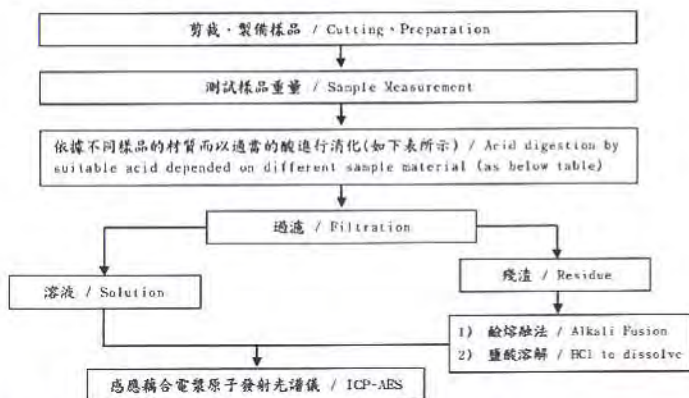 剪裁、製備樣品 / Cutting、Preparation
測試樣品重量 / Sample Measurement
依據不同樣品的材質而以適當的酸進行消化(如下表所示) / Acid digestion by
suitable acid depended on different sample material (as below table)
過濾 / Filtration
溶液 / Solution
殘渣 / Residue
1) 鹼熔融法 / Alkali Fusion
2) 鹽酸溶解 / HCl to dissolve
感應藕合電漿原子發射光譜儀 / ICP-AES